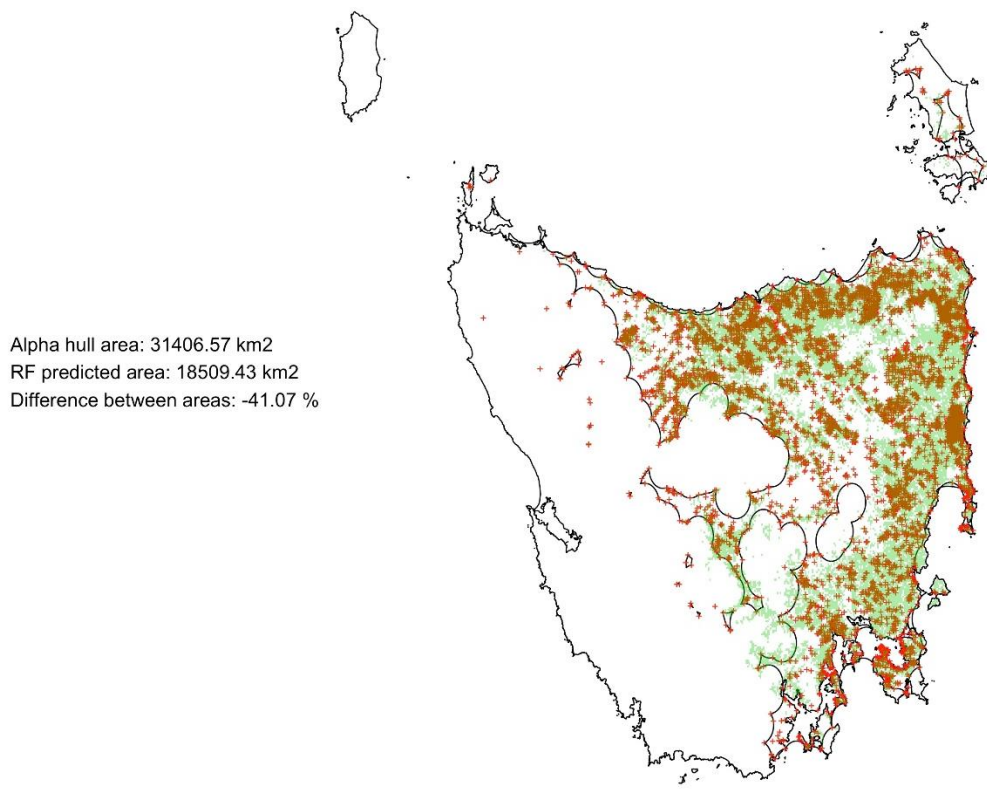 Alpha hull area: 31406.57 km2
RF predicted area: 18509.43 km2
Difference between areas: -41.07 %